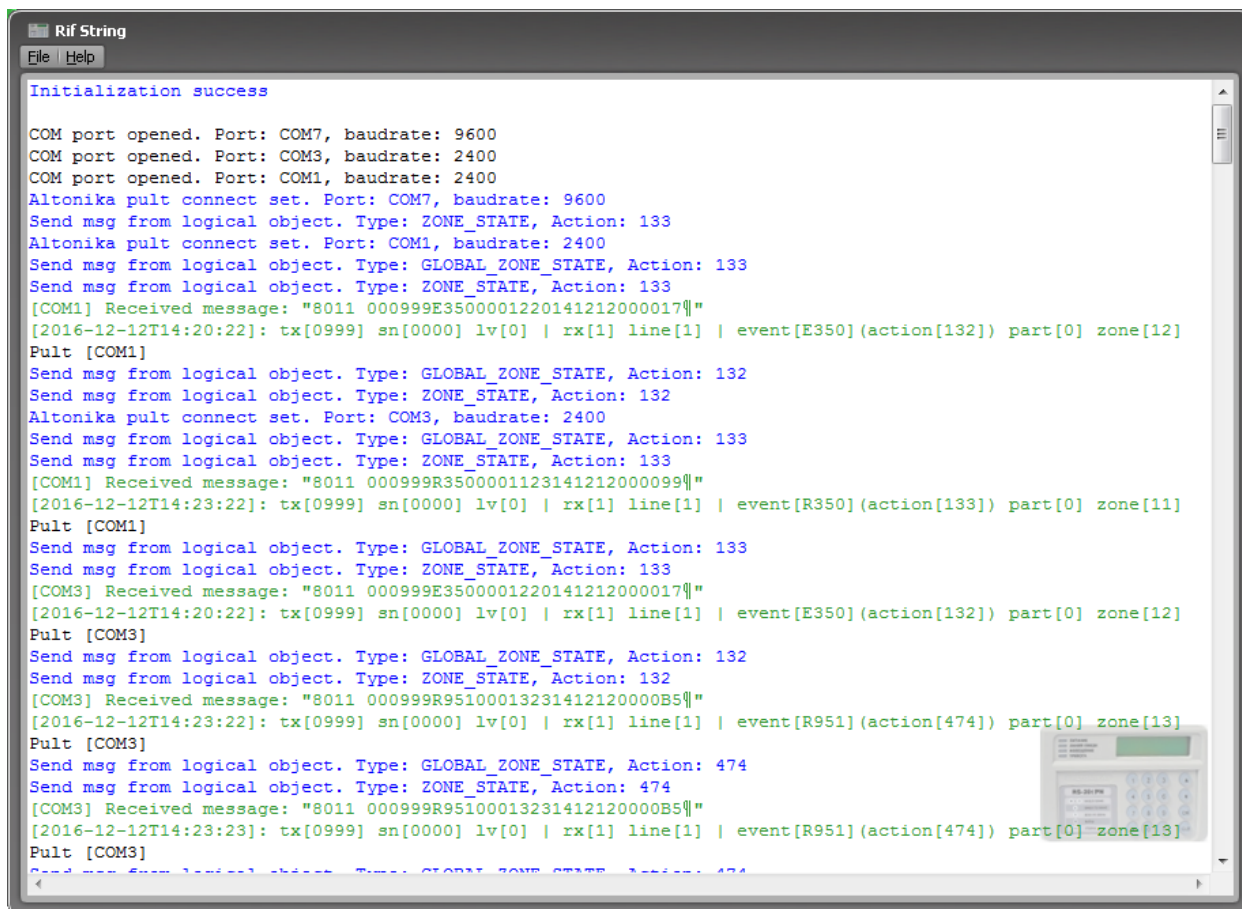 Rif String
File Help
Initialization success
COM port opened. Port: COM7, baudrate: 9600
COM port opened. Port: COM3, baudrate: 2400
COM port opened. Port: COM1, baudrate: 2400
Altonika pult connect set. Port: COM7, baudrate: 9600
Send msg from logical object. Type: ZONE_STATE, Action: 133
Altonika pult connect set. Port: COM1, baudrate: 2400
Send msg from logical object. Type: GLOBAL_ZONE_STATE, Action: 133
Send msg from logical object. Type: ZONE_STATE, Action: 133
[COM1] Received message: "8011 000999E3500001220141212000017¶"
[2016-12-12T14:20:22]: tx[0999] sn[0000] lv[0] | rx[1] line[1] | event[E350](action[132]) part[0] zone[12]
Pult [COM1]
Send msg from logical object. Type: GLOBAL_ZONE_STATE, Action: 132
Send msg from logical object. Type: ZONE_STATE, Action: 132
Altonika pult connect set. Port: COM3, baudrate: 2400
Send msg from logical object. Type: GLOBAL_ZONE_STATE, Action: 133
Send msg from logical object. Type: ZONE_STATE, Action: 133
[COM1] Received message: "8011 000999R3500001123141212000099¶"
[2016-12-12T14:23:22]: tx[0999] sn[0000] lv[0] | rx[1] line[1] | event[R350](action[133]) part[0] zone[11]
Pult [COM1]
Send msg from logical object. Type: GLOBAL_ZONE_STATE, Action: 133
Send msg from logical object. Type: ZONE_STATE, Action: 133
[COM3] Received message: "8011 000999E3500001220141212000017¶"
[2016-12-12T14:20:22]: tx[0999] sn[0000] lv[0] | rx[1] line[1] | event[E350](action[132]) part[0] zone[12]
Pult [COM3]
Send msg from logical object. Type: GLOBAL_ZONE_STATE, Action: 132
Send msg from logical object. Type: ZONE_STATE, Action: 132
[COM3] Received message: "8011 000999R951000132314121200​00B5¶"
[2016-12-12T14:23:22]: tx[0999] sn[0000] lv[0] | rx[1] line[1] | event[R951](action[474]) part[0] zone[13]
Pult [COM3]
Send msg from logical object. Type: GLOBAL_ZONE_STATE, Action: 474
Send msg from logical object. Type: ZONE_STATE, Action: 474
[COM3] Received message: "8011 000999R95100013231412120000B5¶"
[2016-12-12T14:23:23]: tx[0999] sn[0000] lv[0] | rx[1] line[1] | event[R951](action[474]) part[0] zone[13]
Pult [COM3]
Send msg from logical object. Type: GLOBAL_ZONE_STATE, Action: 474